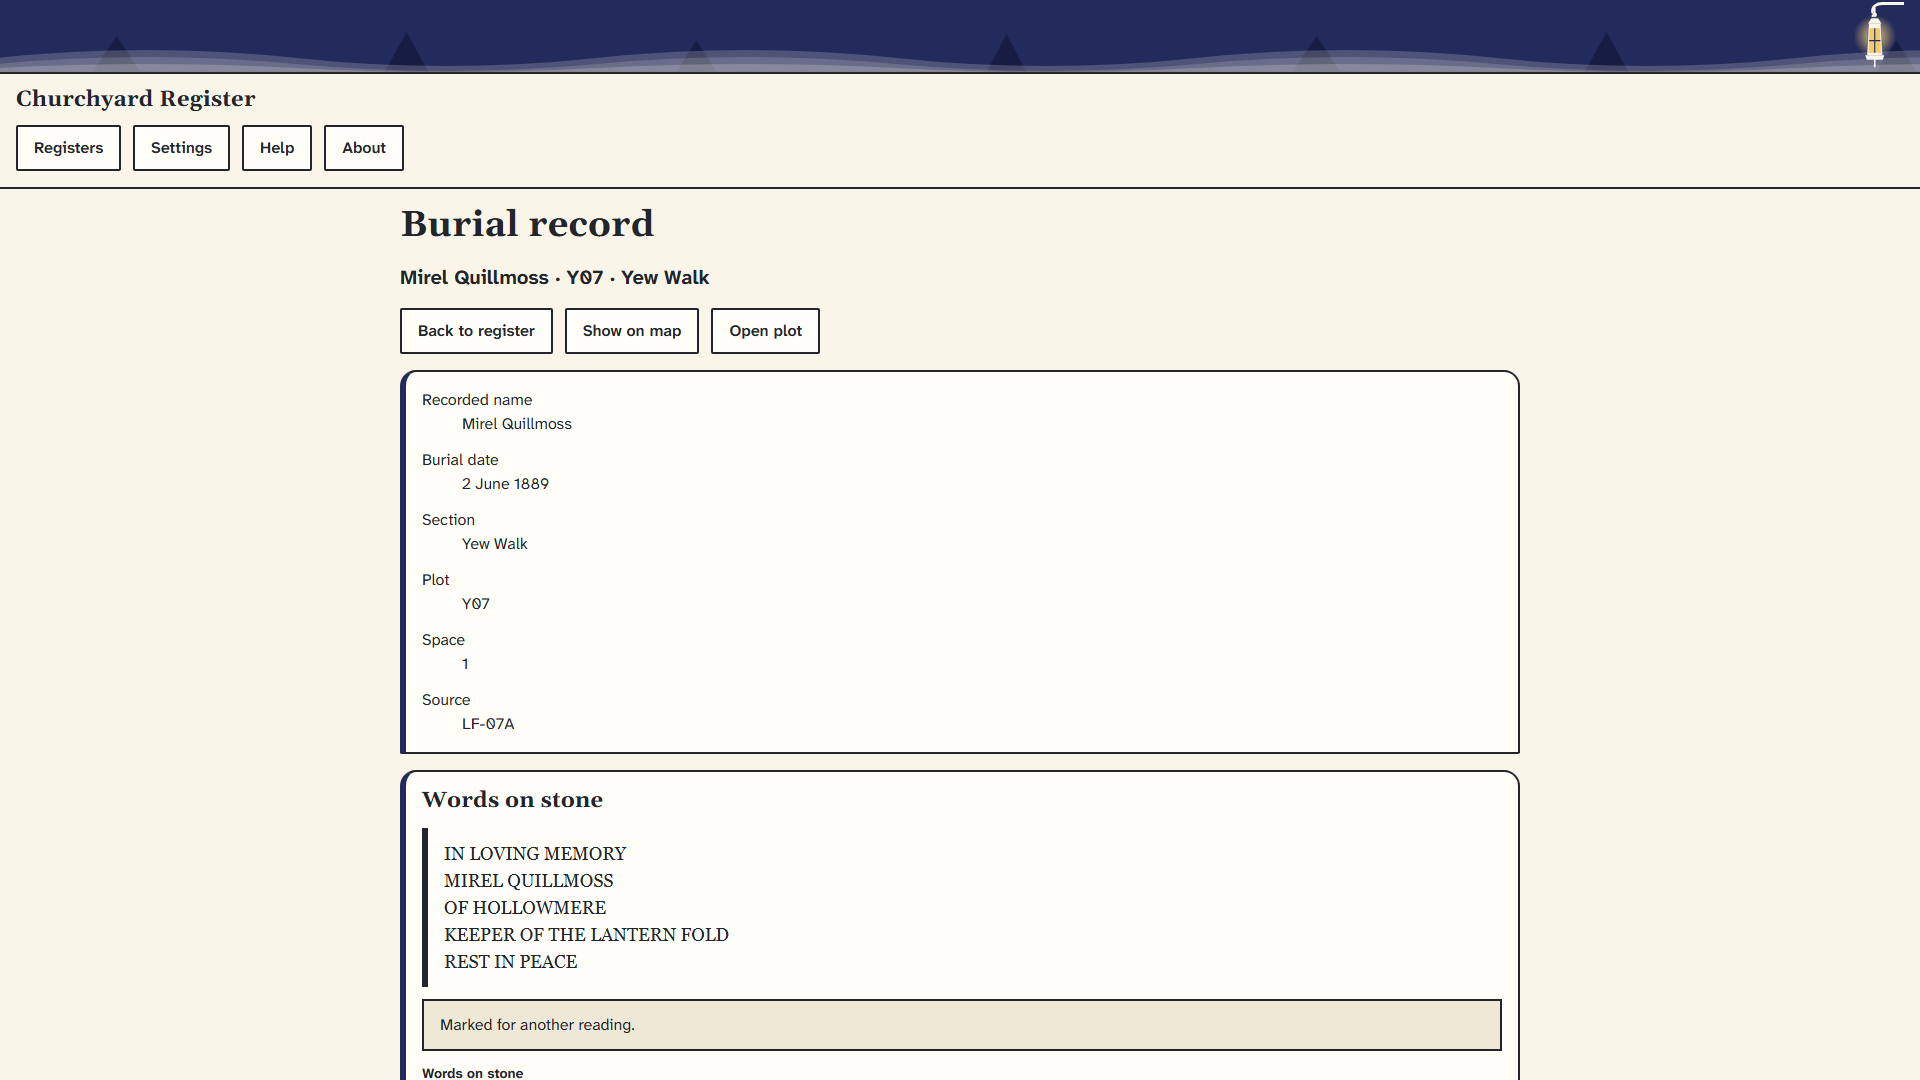 Churchyard Register
Registers
Settings
Help
About
Burial record
Mirel Quillmoss · Y07 · Yew Walk
Back to register
Show on map
Open plot
Recorded name
Mirel Quillmoss
Burial date
2 June 1889
Section
Yew Walk
Plot
Y07
Space
1
Source
LF-07A
Words on stone
IN LOVING MEMORY
MIREL QUILLMOSS
OF HOLLOWMERE
KEEPER OF THE LANTERN FOLD
REST IN PEACE
Marked for another reading.
Words on stone